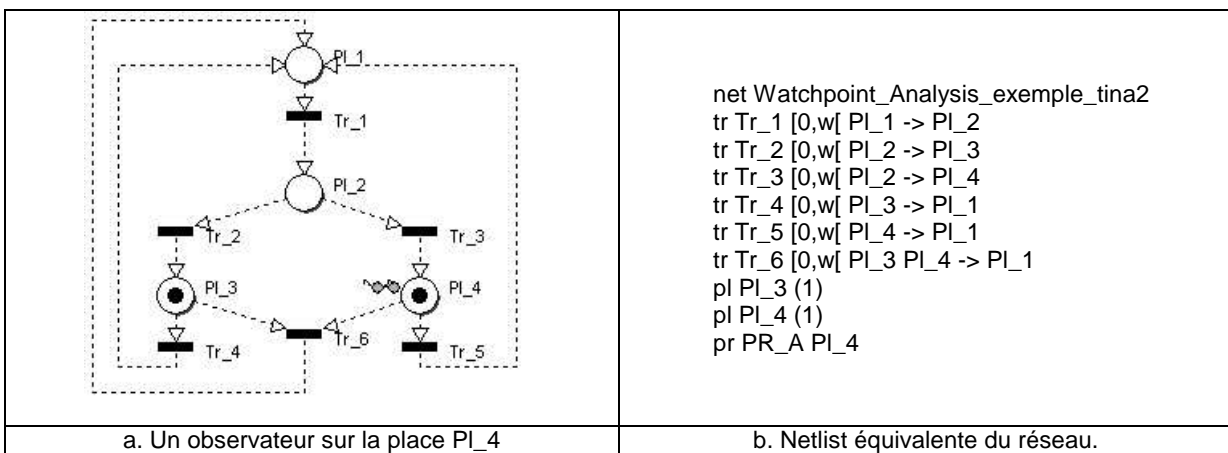 Pl_1
Tr_1
Pl_2
Tr_2
Tr_3
Pl_3
Pl_4
Tr_6
Tr_4
Tr_5
net Watchpoint_Analysis_exemple_tina2
tr Tr_1 [0,w[ Pl_1 -> Pl_2
tr Tr_2 [0,w[ Pl_2 -> Pl_3
tr Tr_3 [0,w[ Pl_2 -> Pl_4
tr Tr_4 [0,w[ Pl_3 -> Pl_1
tr Tr_5 [0,w[ Pl_4 -> Pl_1
tr Tr_6 [0,w[ Pl_3 Pl_4 -> Pl_1
pl Pl_3 (1)
pl Pl_4 (1)
pr PR_A Pl_4
a. Un observateur sur la place Pl_4
b. Netlist équivalente du réseau.